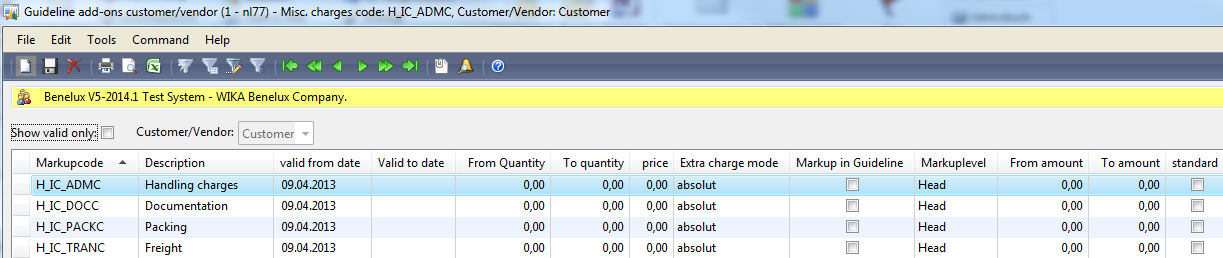 Guideline add-ons customer/vendor (1 - nl77) - Misc. charges code: H_IC_ADMC, Customer/Vendor: Customer
File Edit Tools Command Help
Benelux V5-2014.1 Test System - WIKA Benelux Company.
Show valid only: Customer/Vendor: Customer
Markupcode Description valid from date Valid to date From Quantity To quantity price Extra charge mode Markup in Guideline Markuplevel From amount To amount standard
H_IC_ADMC Handling charges 09.04.2013 0,00 0,00 0,00 absolut Head 0,00 0,00
H_IC_DOCC Documentation 09.04.2013 0,00 0,00 0,00 absolut Head 0,00 0,00
H_IC_PACKC Packing 09.04.2013 0,00 0,00 0,00 absolut Head 0,00 0,00
H_IC_TRANC Freight 09.04.2013 0,00 0,00 0,00 absolut Head 0,00 0,00